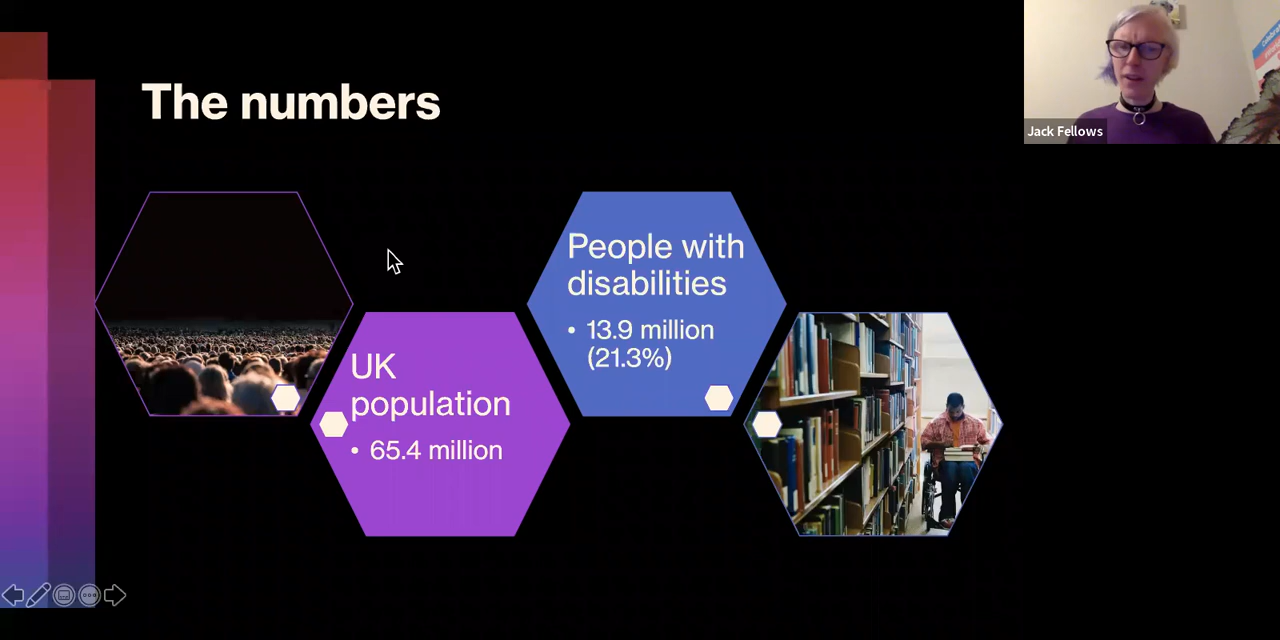 The numbers
Jack Fellows
UK
population
• 65.4 million
People with
disabilities
• 13.9 million
(21.3%)